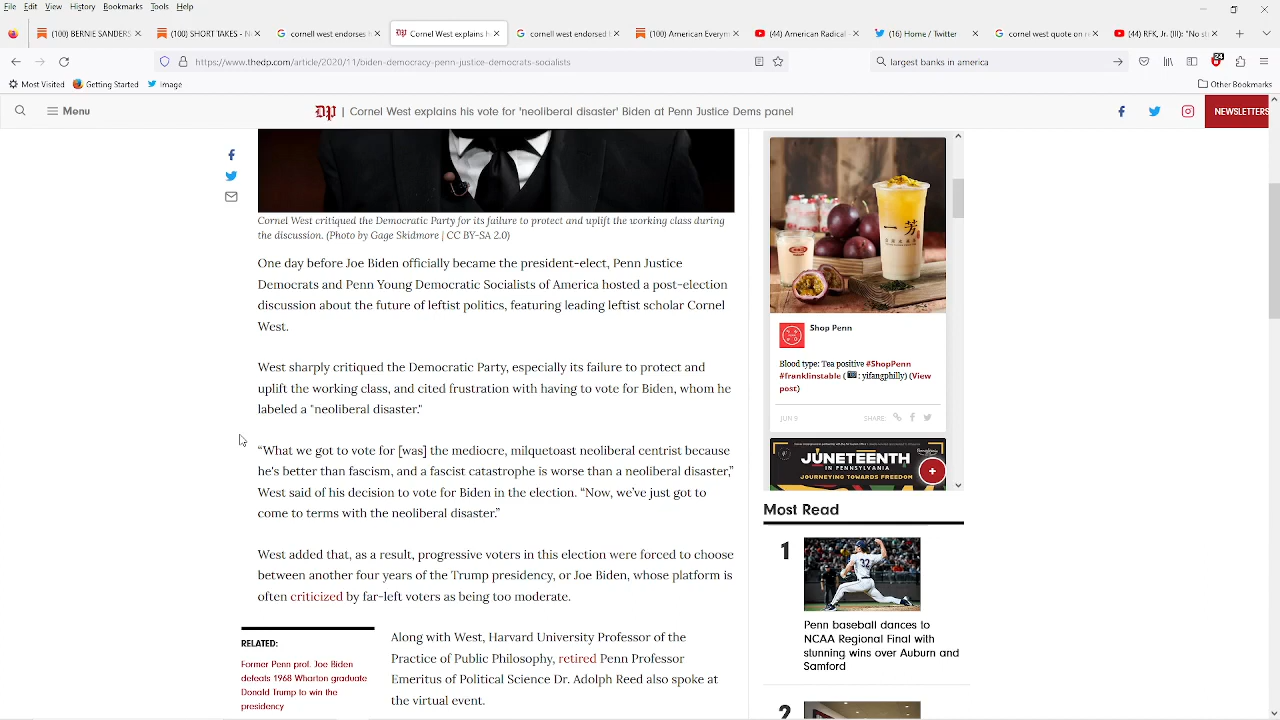 File Edit View History Bookmarks Tools Help
(100) BERNIE SANDERS
(100) SHORT TAKES - N
cornel west endorses
Cornel West explains h
cornel west endorsed
(100) American Exeym
(44) American Radical
(16) Home / Twitter
cornel west quote on r
(44) RFK, Jr. (II): "How st
https://www.thedp.com/article/2020/11/biden-democracy-penn-justice-democrats-socialists
largest banks in america
Most Visited
Getting Started
image
Other Bookmarks
Menu
DP | Cornel West explains his vote for 'neoliberal disaster' Biden at Penn Justice Dems panel
NEWSLETTERS
Cornel West critiqued the Democratic Party for its failure to protect and uplift the working class during
the discussion. (Photo by Gage Skidmore | CC BY-SA 2.0)
One day before Joe Biden officially became the president-elect, Penn Justice
Democrats and Penn Young Democratic Socialists of America hosted a post-election
discussion about the future of leftist politics, featuring leading leftist scholar Cornel
West.
West sharply critiqued the Democratic Party, especially its failure to protect and
uplift the working class, and cited frustration with having to vote for Biden, whom he
labeled a "neoliberal disaster."
“What we got to vote for [was] the mediocre, milquetoast neoliberal centrist because
he's better than fascism, and a fascist catastrophe is worse than a neoliberal disaster,”
West said of his decision to vote for Biden in the election. “Now, we’ve just got to
come to terms with the neoliberal disaster.”
West added that, as a result, progressive voters in this election were forced to choose
between another four years of the Trump presidency, or Joe Biden, whose platform is
often criticized by far-left voters as being too moderate.
RELATED:
Former Penn prof. Joe Biden
defeats 1968 Wharton graduate
Donald Trump to win the
presidency
Along with West, Harvard University Professor of the
Practice of Public Philosophy, retired Penn Professor
Emeritus of Political Science Dr. Adolph Reed also spoke at
the virtual event.
一芳
Shop Penn
Blood type: Tea positive #ShopPenn
#franklinstable (📷: yifangphilly) (View
post)
JUN 5
SHARE:
JUNETEENTH
IN PENNSYLVANIA
JOURNEYING TOWARDS FREEDOM
Most Read
1
Penn baseball dances to
NCAA Regional Final with
stunning wins over Auburn and
Samford
2